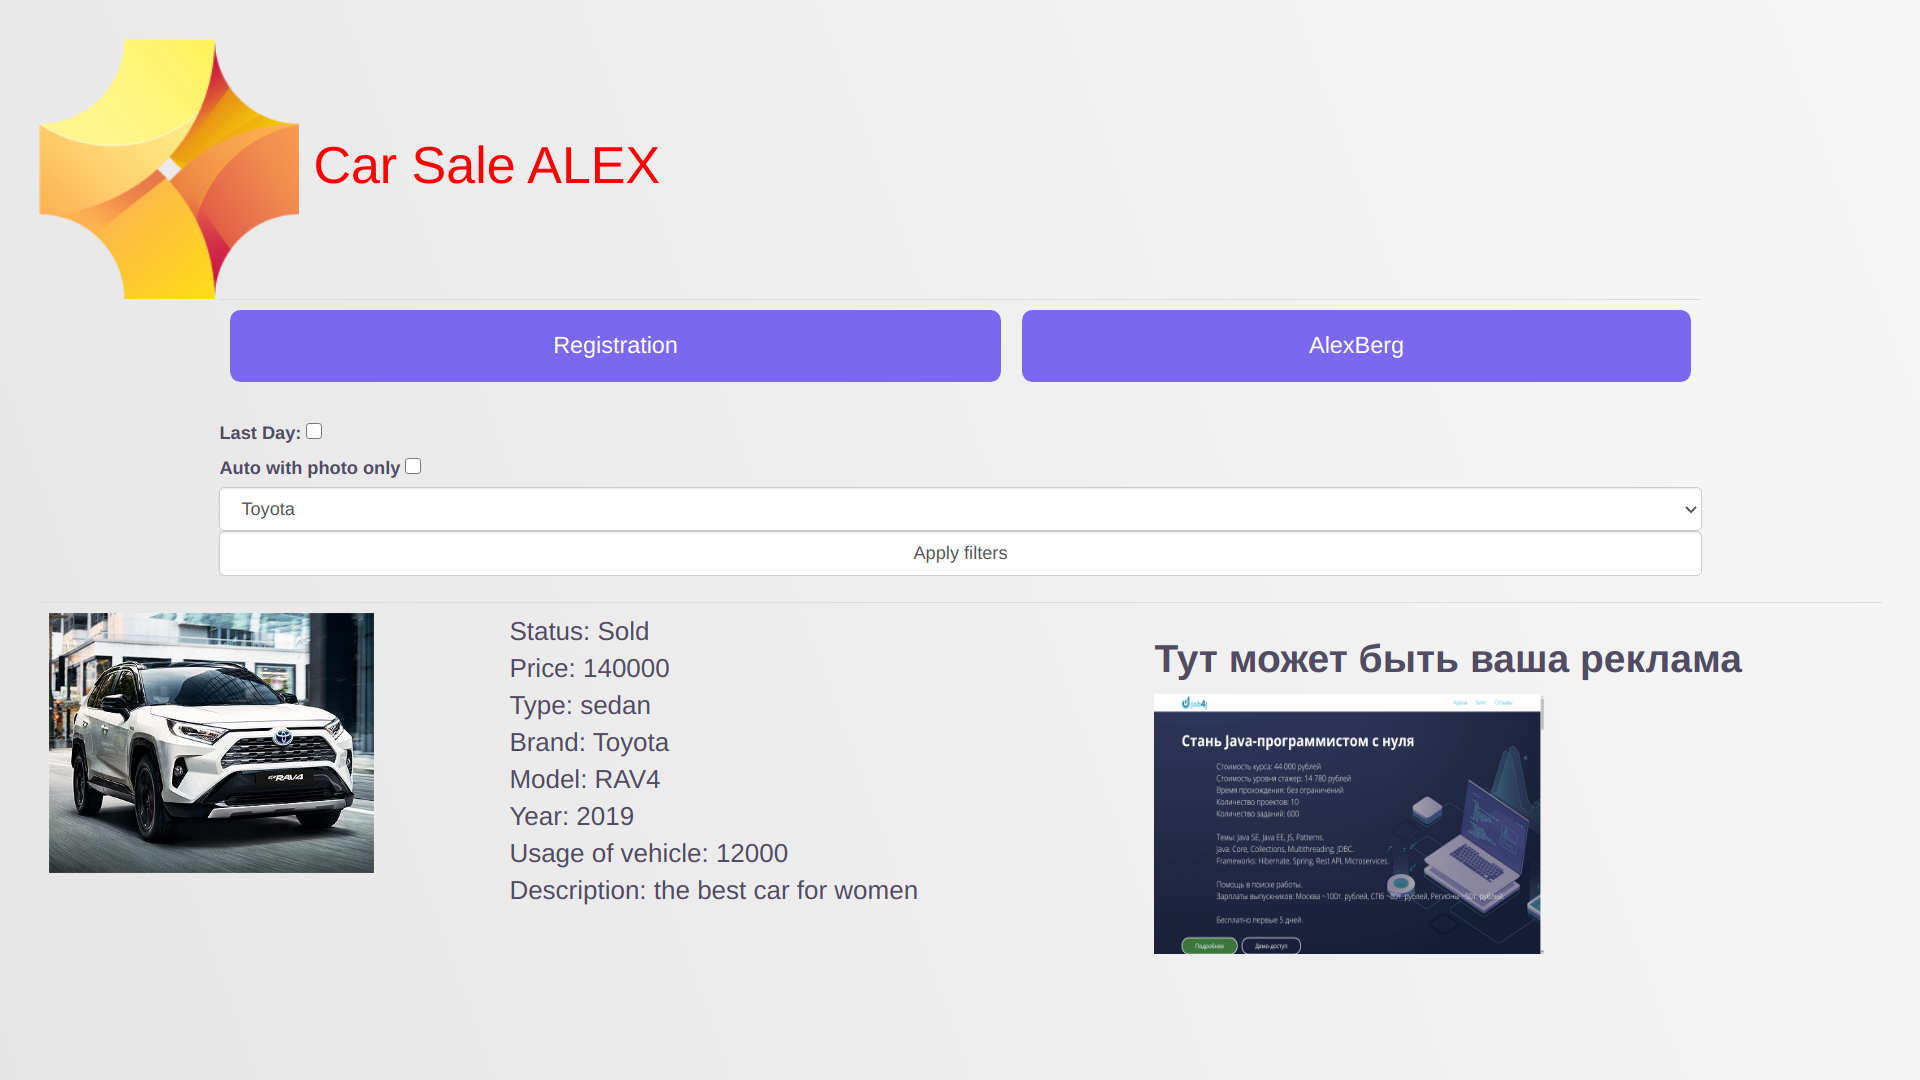 Car Sale ALEX
Registration
AlexBerg
Last Day:
Auto with photo only
Toyota
Apply filters
RAV4
Status: Sold
Price: 140000
Type: sedan
Brand: Toyota
Model: RAV4
Year: 2019
Usage of vehicle: 12000
Description: the best car for women
Тут может быть ваша реклама
job4j
Курсы Блог Отзывы
Стань Java-программистом с нуля
Стоимость курса: 44 000 рублей
Стоимость уровня стажер: 14 780 рублей
Время прохождения: без ограничений
Количество проектов: 10
Количество заданий: 600
Темы: Java SE, Java EE, JS, Patterns.
Java: Core, Collections, Multithreading, JDBC.
Frameworks: Hibernate, Spring, Rest API, Microservices.
Помощь в поиске работы.
Зарплаты выпускников: Москва ~100т. рублей, СПб ~80т. рублей, Регионы ~50т. рублей
Бесплатно первые 5 дней.
Подробнее
Демо-доступ